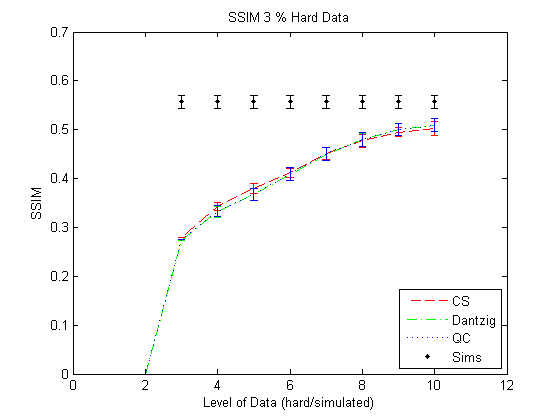 SSIM 3 % Hard Data
0.7
0.6
0.5
0.4
0.3
0.2
0.1
0
SSIM
0 2 4 6 8 10 12
Level of Data (hard/simulated)
CS
Dantzig
QC
Sims